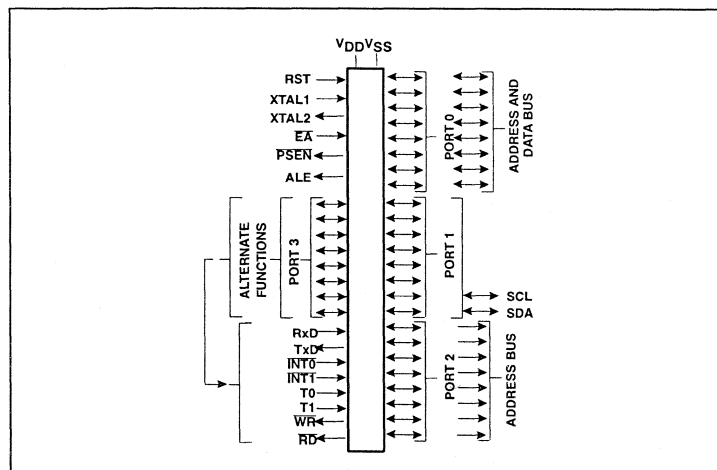 VDD VSS
RST
XTAL1
XTAL2
EA
PSEN
ALE
PORT 0
ADDRESS AND
DATA BUS
ALTERNATE
FUNCTIONS
PORT 3
PORT 1
SCL
SDA
RxD
TxD
INT0
INT1
T0
T1
WR
RD
PORT 2
ADDRESS BUS